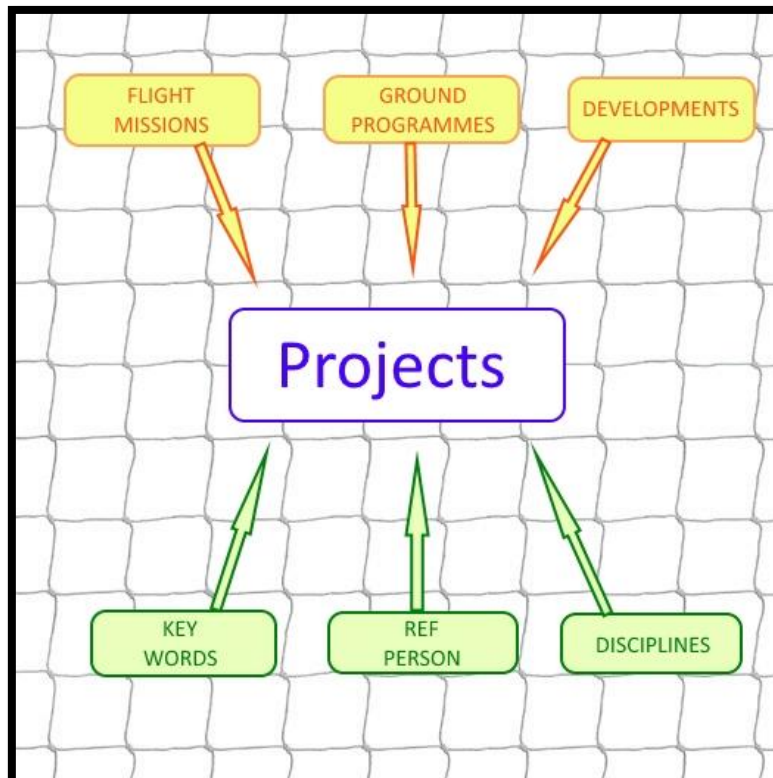 FLIGHT
MISSIONS
GROUND
PROGRAMMES
DEVELOPMENTS
Projects
KEY
WORDS
REF
PERSON
DISCIPLINES